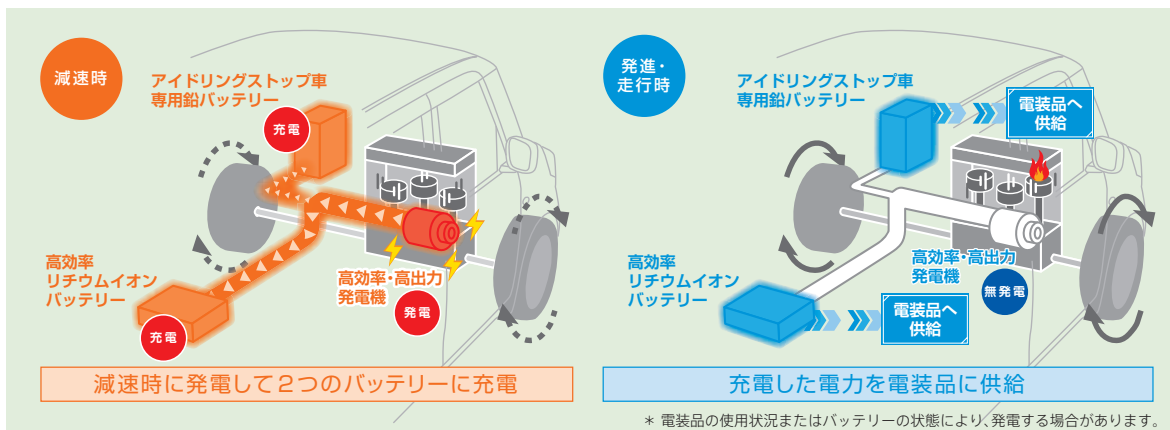 減速時
アイドリングストップ車
専用鉛バッテリー
充電
高効率
リチウムイオン
バッテリー
充電
高効率・高出力
発電機
発電
減速時に発電して2つのバッテリーに充電
発進・
走行時
アイドリングストップ車
専用鉛バッテリー
電装品へ
供給
高効率
リチウムイオン
バッテリー
高効率・高出力
発電機
無発電
電装品へ
供給
充電した電力を電装品に供給
＊ 電装品の使用状況またはバッテリーの状態により、発電する場合があります。